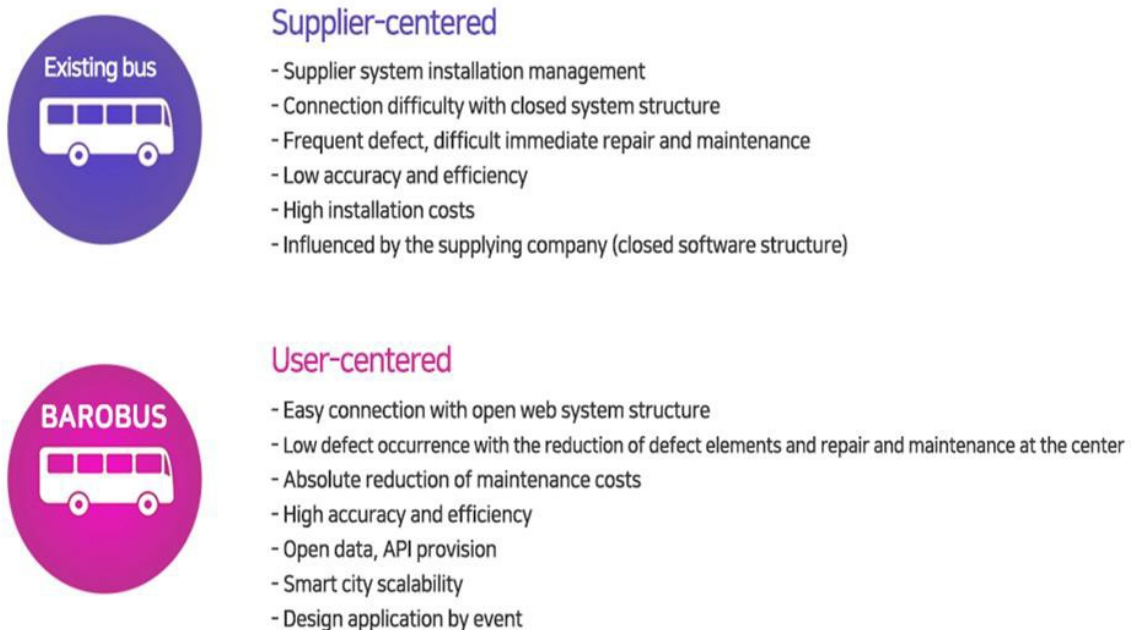 Existing bus
Supplier-centered
- Supplier system installation management
- Connection difficulty with closed system structure
- Frequent defect, difficult immediate repair and maintenance
- Low accuracy and efficiency
- High installation costs
- Influenced by the supplying company (closed software structure)
BAROBUS
User-centered
- Easy connection with open web system structure
- Low defect occurrence with the reduction of defect elements and repair and maintenance at the center
- Absolute reduction of maintenance costs
- High accuracy and efficiency
- Open data, API provision
- Smart city scalability
- Design application by event